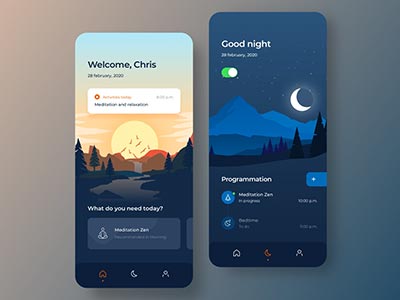 Welcome, Chris
28 february, 2020
Activities today
8:00 p.m.
Meditation and relaxation
What do you need today?
Meditation Zen
Recommended in Morning
Good night
28 february, 2020
Programmation
+
Meditation Zen
In progress
10:00 p.m.
Bedtime
To do
11:00 p.m.